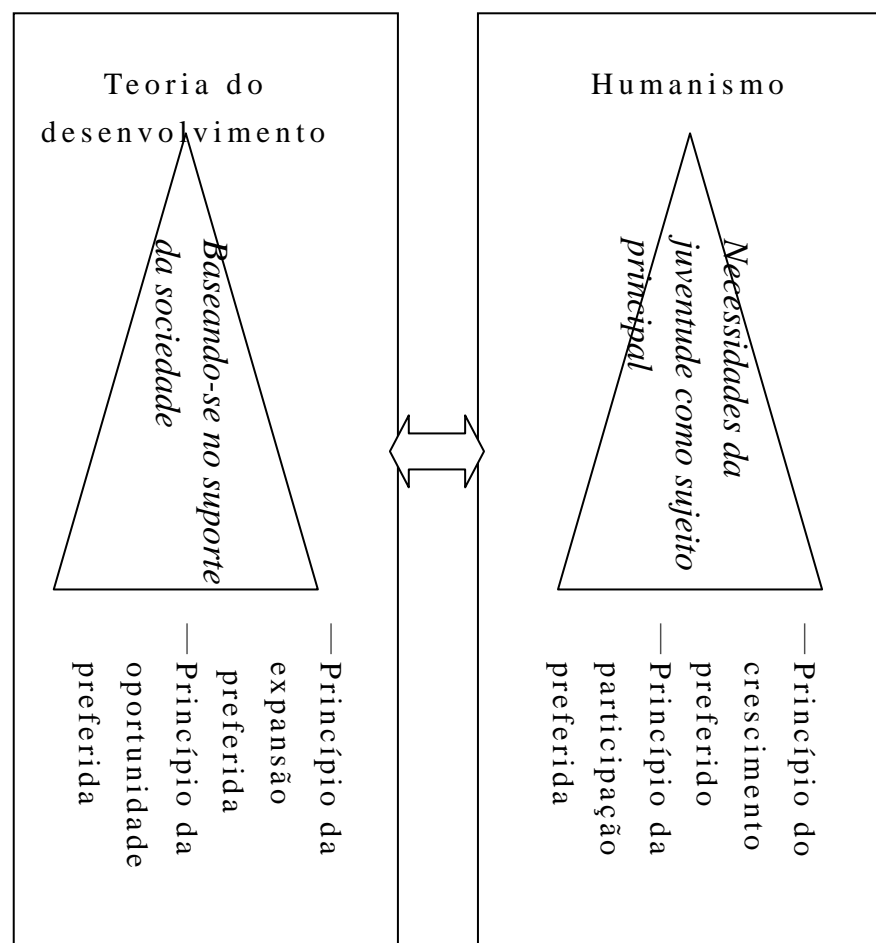 Teoria do
desenvolvimento
Baseando-se no suporte
da sociedade
—Princípio da
expansão
preferida
—Princípio da
oportunidade
preferida
Humanismo
Necessidades da
juventude como sujeito
principal
—Princípio do
crescimento
preferido
—Princípio da
participação
preferida